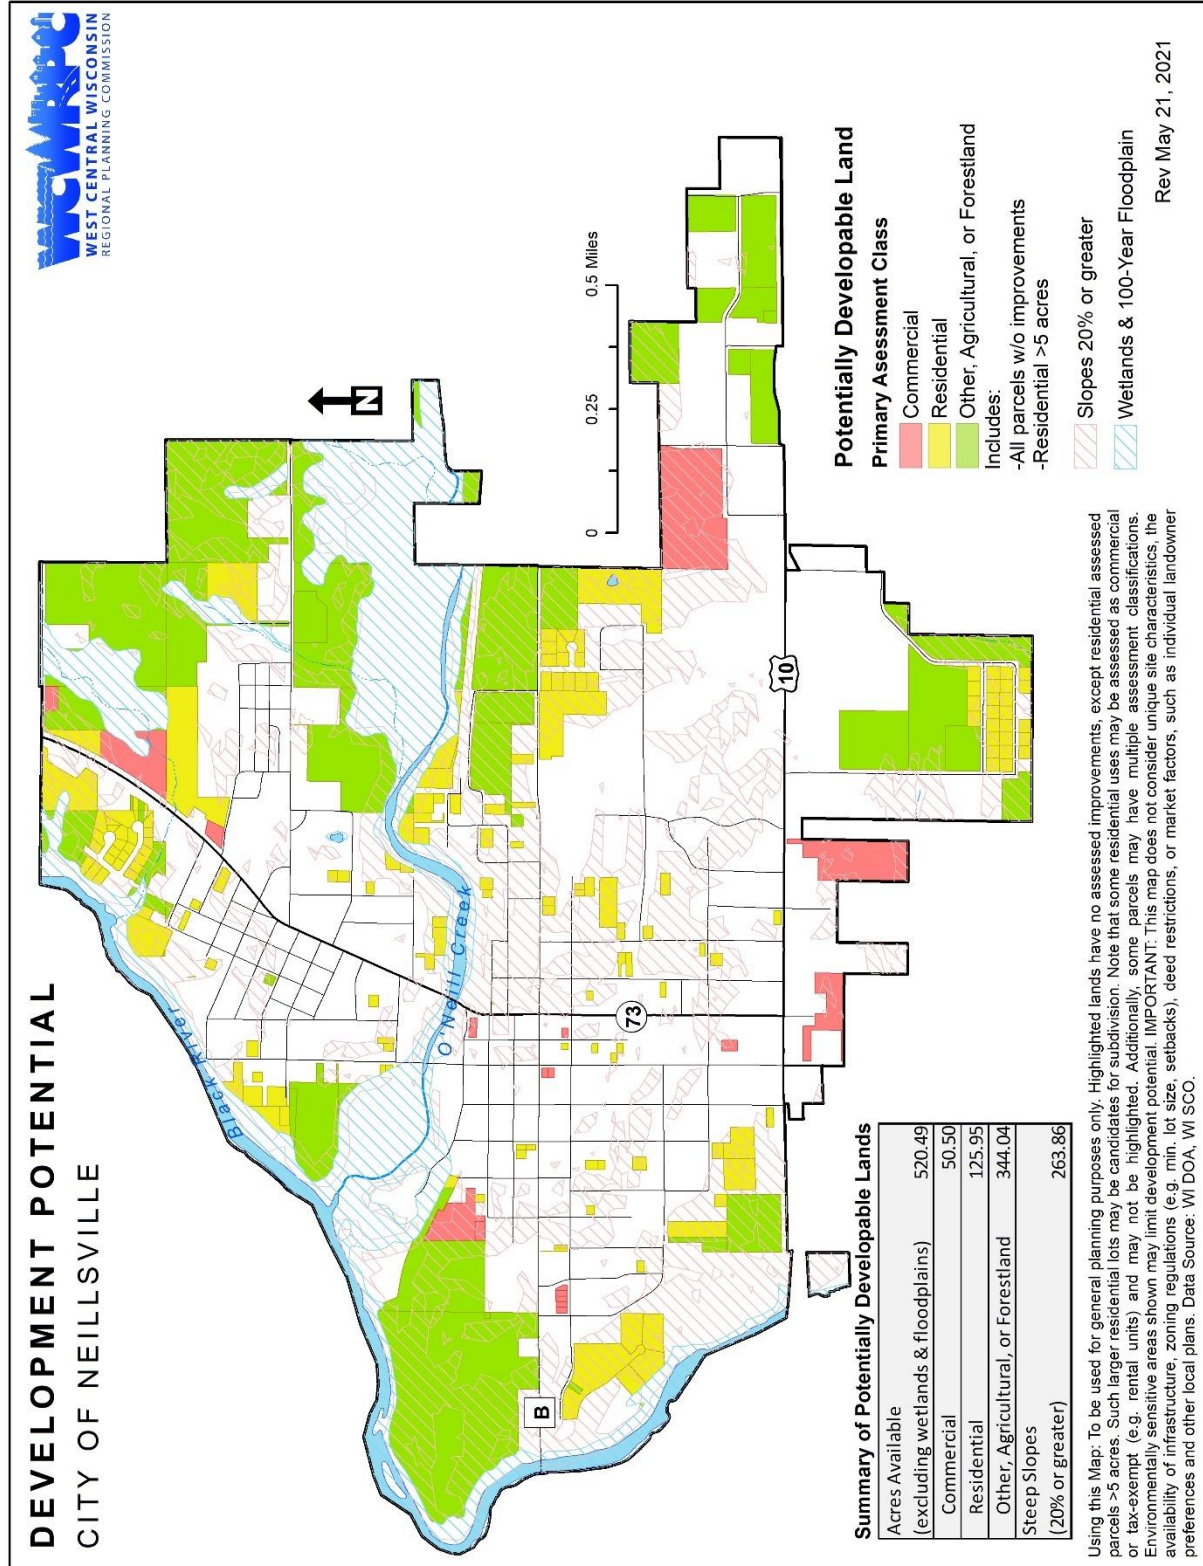 DEVELOPMENT POTENTIAL
CITY OF NEILLSVILLE
WCWRPC
WEST CENTRAL WISCONSIN
REGIONAL PLANNING COMMISSION
Black River
O'Neill Creek
N
B
73
10
0 0.25 0.5 Miles
Summary of Potentially Developable Lands
Acres Available
(excluding wetlands & floodplains) 520.49
Commercial 50.50
Residential 125.95
Other, Agricultural, or Forestland 344.04
Steep Slopes
(20% or greater) 263.86
Potentially Developable Land
Primary Asessment Class
Commercial
Residential
Other, Agricultural, or Forestland
Includes:
-All parcels w/o improvements
-Residential >5 acres
Slopes 20% or greater
Wetlands & 100-Year Floodplain
Rev May 21, 2021
Using this Map: To be used for general planning purposes only. Highlighted lands have no assessed improvements, except residential assessed
parcels >5 acres. Such larger residential lots may be candidates for subdivision. Note that some residential uses may be assessed as commercial
or tax-exempt (e.g. rental units) and may not be highlighted. Additionally, some parcels may have multiple assessment classifications.
Environmentally sensitive areas shown may limit development potential. IMPORTANT: This map does not consider unique site characteristics, the
availability of infrastructure, zoning regulations (e.g. min. lot size, setbacks), deed restrictions, or market factors, such as individual landowner
preferences and other local plans. Data Source: WI DOA, WI SCO.